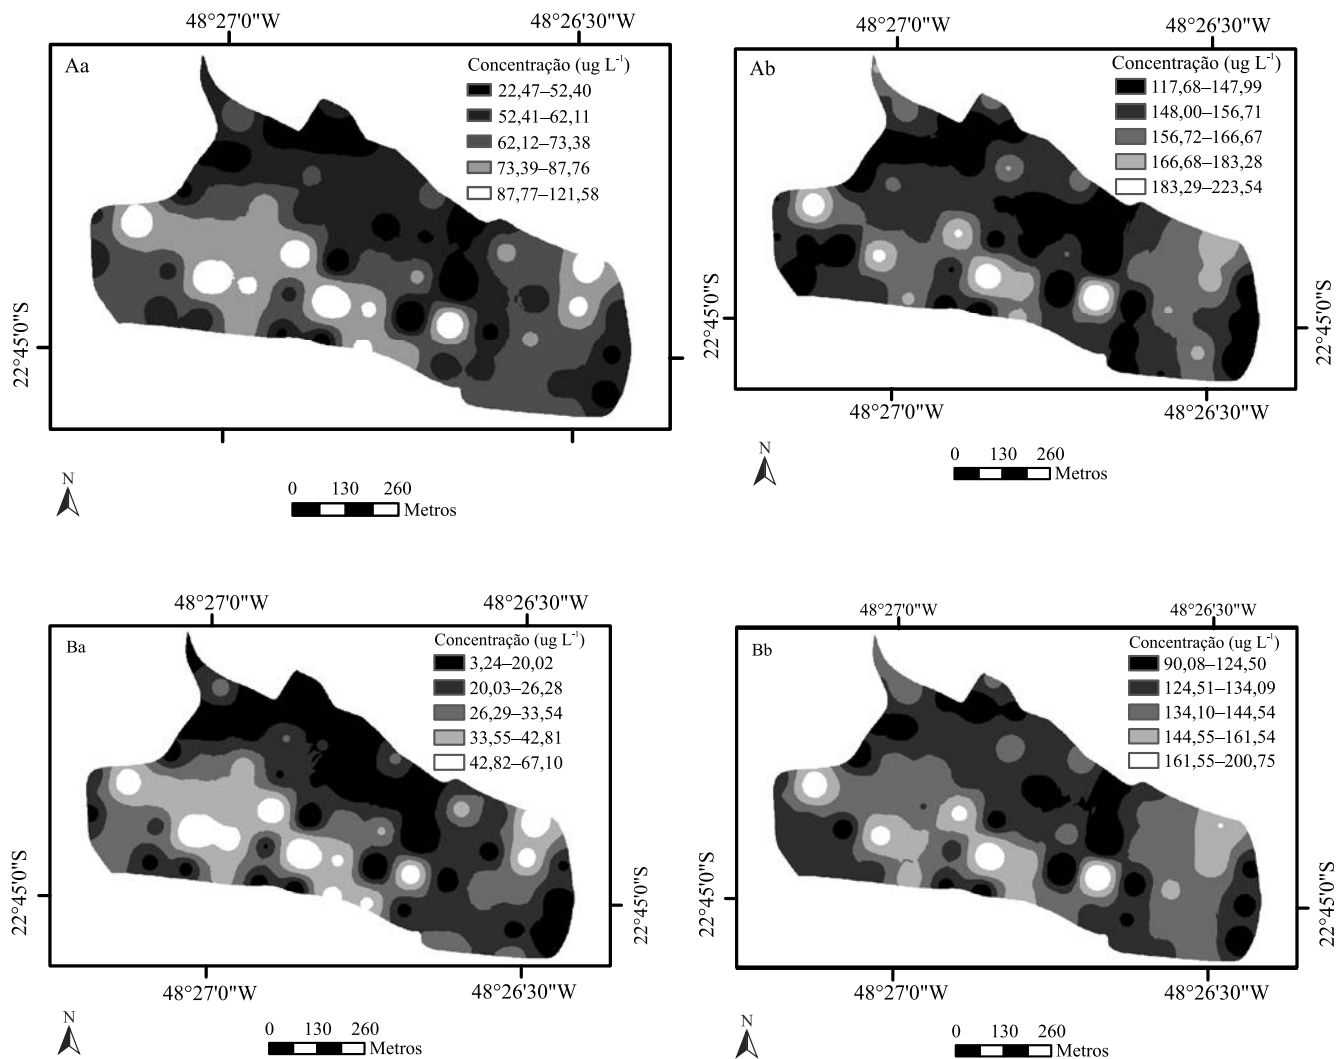 48°27'0"W
48°26'30"W
Aa
Concentração (ug L⁻¹)
22,47–52,40
52,41–62,11
62,12–73,38
73,39–87,76
87,77–121,58
22°45'0"S
N
0 130 260
Metros
48°27'0"W
48°26'30"W
Ab
Concentração (ug L⁻¹)
117,68–147,99
148,00–156,71
156,72–166,67
166,68–183,28
183,29–223,54
22°45'0"S
22°45'0"S
48°27'0"W
48°26'30"W
N
0 130 260
Metros
48°27'0"W
48°26'30"W
Ba
Concentração (ug L⁻¹)
3,24–20,02
20,03–26,28
26,29–33,54
33,55–42,81
42,82–67,10
22°45'0"S
22°45'0"S
48°27'0"W
48°26'30"W
N
0 130 260
Metros
48°27'0"W
48°26'30"W
Bb
Concentração (ug L⁻¹)
90,08–124,50
124,51–134,09
134,10–144,54
144,55–161,54
161,55–200,75
22°45'0"S
22°45'0"S
48°27'0"W
48°26'30"W
N
0 130 260
Metros